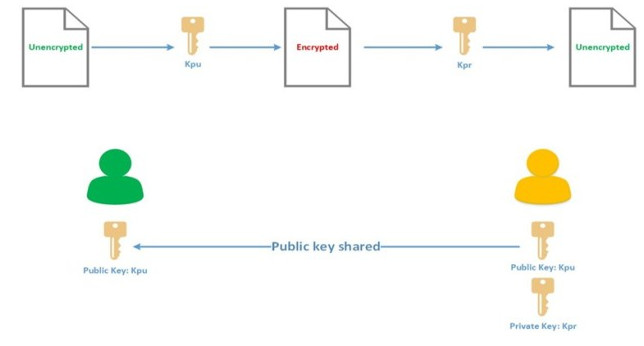 Unencrypted
Encrypted
Unencrypted
Kpu
Kpr
Public key shared
Public Key: Kpu
Public Key: Kpu
Private Key: Kpr